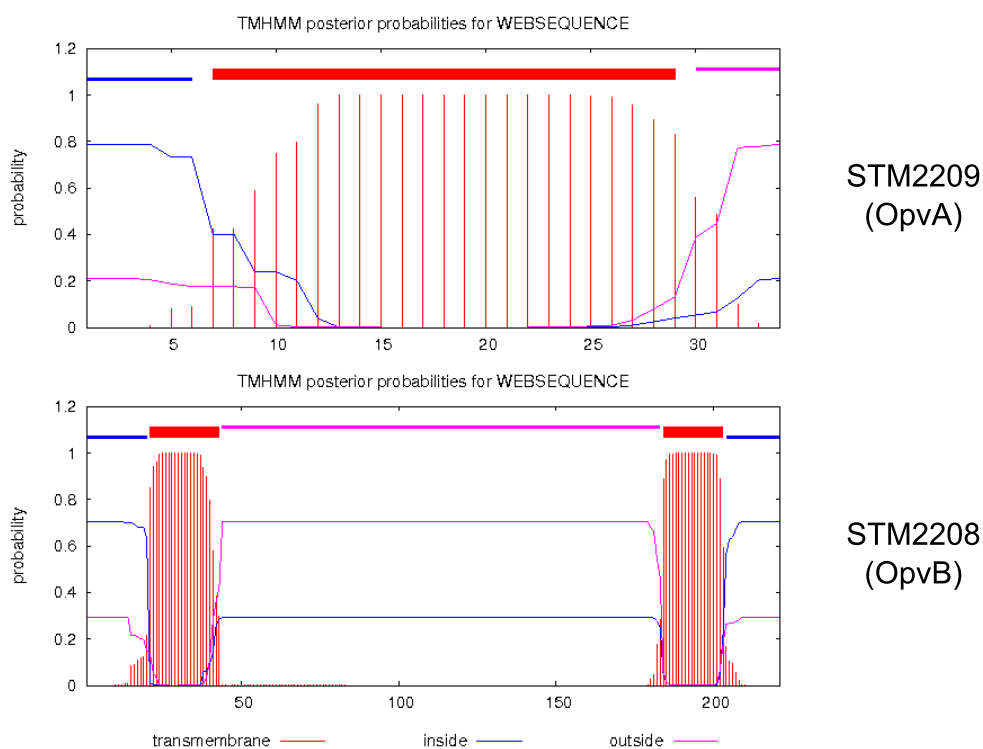 TMHMM posterior probabilities for WEBSEQUENCE
1.2
1
0.8
0.6
0.4
0.2
0
probability
5 10 15 20 25 30
STM2209
(OpvA)
TMHMM posterior probabilities for WEBSEQUENCE
1.2
1
0.8
0.6
0.4
0.2
0
probability
50 100 150 200
STM2208
(OpvB)
transmembrane inside outside